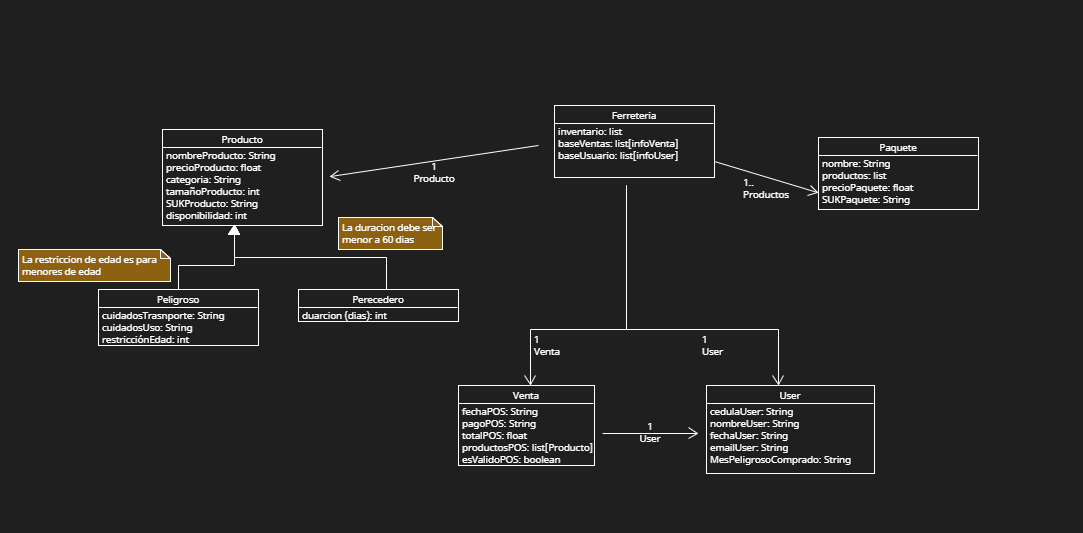 Ferreteria
inventario: list
baseVentas: list[infoVenta]
baseUsuario: list[infoUser]
Producto
nombreProducto: String
precioProducto: float
categoria: String
tamañoProducto: int
SUKProducto: String
disponibilidad: int
1
Producto
Paquete
nombre: String
productos: list
precioPaquete: float
SUKPaquete: String
1..
Productos
La duracion debe ser
menor a 60 dias
La restriccion de edad es para
menores de edad
Peligroso
cuidadosTrasnporte: String
cuidadosUso: String
restricciónEdad: int
Perecedero
duarcion (dias): int
1
Venta
1
User
Venta
fechaPOS: String
pagoPOS: String
totalPOS: float
productosPOS: list[Producto]
esValidoPOS: boolean
1
User
User
cedulaUser: String
nombreUser: String
fechaUser: String
emailUser: String
MesPeligrosoComprado: String